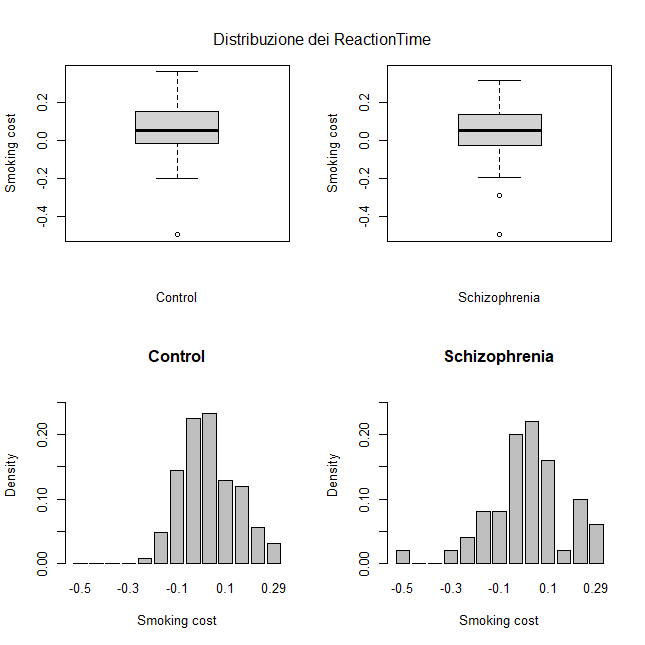 Distribuzione dei ReactionTime
Smoking cost
0.2
0.0
-0.2
-0.4
Control
Smoking cost
0.2
0.0
-0.2
-0.4
Schizophrenia
Control
Density
0.20
0.10
0.00
-0.5 -0.3 -0.1 0.1 0.29
Smoking cost
Schizophrenia
Density
0.20
0.10
0.00
-0.5 -0.3 -0.1 0.1 0.29
Smoking cost